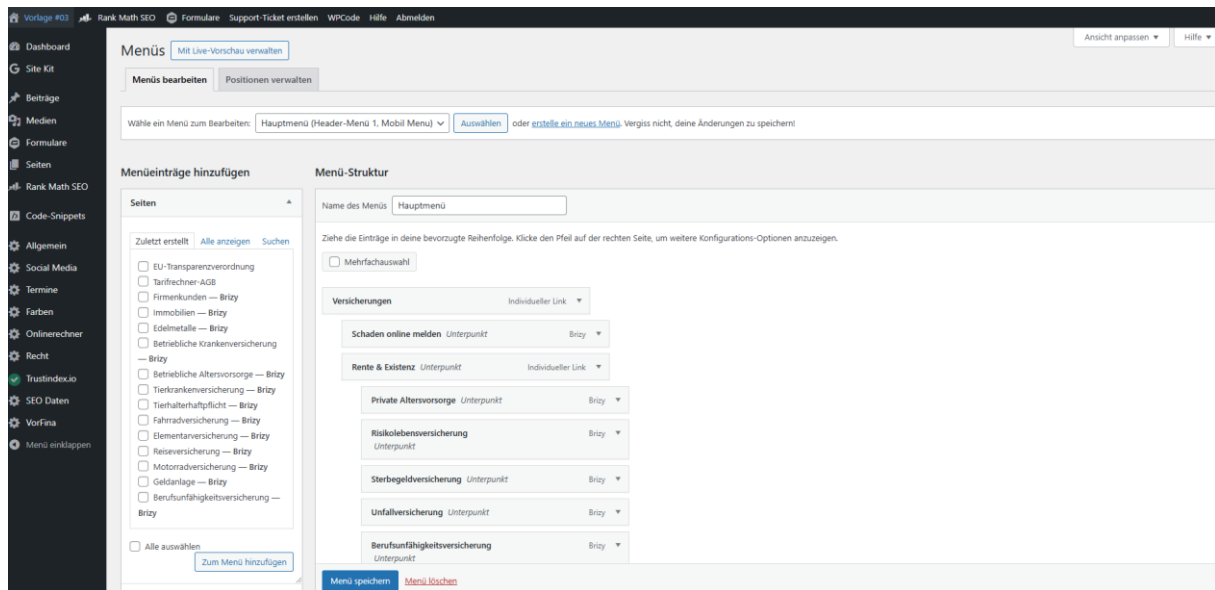 Vorlage #03 Rank Math SEO Formulare Support-Ticket erstellen WPCode Hilfe Abmelden
Ansicht anpassen ▼ Hilfe ▼
Dashboard
Site Kit
Beiträge
Medien
Formulare
Seiten
Rank Math SEO
Code-Snippets
Allgemein
Social Media
Termine
Farben
Onlinerechner
Recht
Trustindex.io
SEO Daten
VorFina
Menü einklappen
Menüs Mit Live-Vorschau verwalten
Menüs bearbeiten Positionen verwalten
Wähle ein Menü zum Bearbeiten: Hauptmenü (Header-Menü 1. Mobil Menu) Auswählen oder erstelle ein neues Menü. Vergiss nicht, deine Änderungen zu speichern!
Menüeinträge hinzufügen
Seiten
Zuletzt erstellt Alle anzeigen Suchen
EU-Transparenzverordnung
Tarifrechner-AGB
Firmenkunden — Brizy
Immobilien — Brizy
Edelmetalle — Brizy
Betriebliche Krankenversicherung
— Brizy
Betriebliche Altersvorsorge — Brizy
Tierkrankenversicherung — Brizy
Tierhalterhaftpflicht — Brizy
Fahrradversicherung — Brizy
Elementarversicherung — Brizy
Reiseversicherung — Brizy
Motorradversicherung — Brizy
Geldanlage — Brizy
Berufsunfähigkeitsversicherung —
Brizy
Alle auswählen
Zum Menü hinzufügen
Menü-Struktur
Name des Menüs Hauptmenü
Ziehe die Einträge in deine bevorzugte Reihenfolge. Klicke den Pfeil auf der rechten Seite, um weitere Konfigurations-Optionen anzuzeigen.
Mehrfachauswahl
Versicherungen Individueller Link ▼
Schaden online melden Unterpunkt Brizy ▼
Rente & Existenz Unterpunkt Individueller Link ▼
Private Altersvorsorge Unterpunkt Brizy ▼
Risikolebensversicherung Brizy ▼
Unterpunkt
Sterbegeldversicherung Unterpunkt Brizy ▼
Unfallversicherung Unterpunkt Brizy ▼
Berufsunfähigkeitsversicherung Brizy ▼
Unterpunkt
Menü speichern Menü löschen